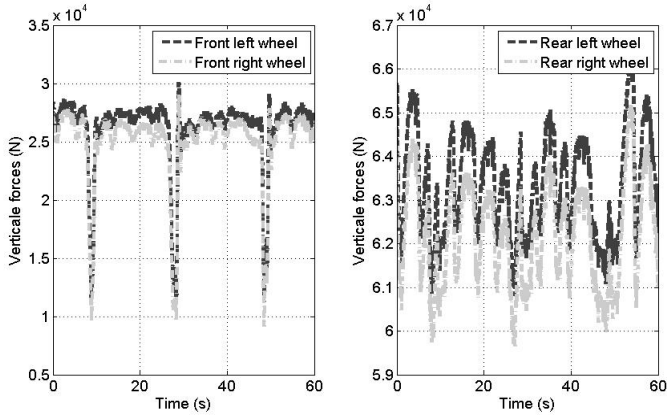 x 10^4
3.5
3
2.5
2
1.5
1
0.5
0
20
40
60
Time (s)
Verticale forces (N)
Front left wheel
Front right wheel
x 10^4
6.7
6.6
6.5
6.4
6.3
6.2
6.1
6
5.9
0
20
40
60
Time (s)
Verticale forces (N)
Rear left wheel
Rear right wheel